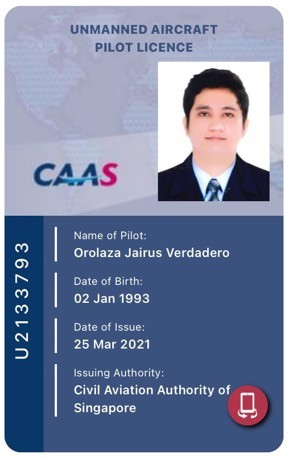 UNMANNED AIRCRAFT
PILOT LICENCE
CAAS
Name of Pilot:
Orolaza Jairus Verdadero
Date of Birth:
02 Jan 1993
Date of Issue:
25 Mar 2021
Issuing Authority:
Civil Aviation Authority of
Singapore
U2133793